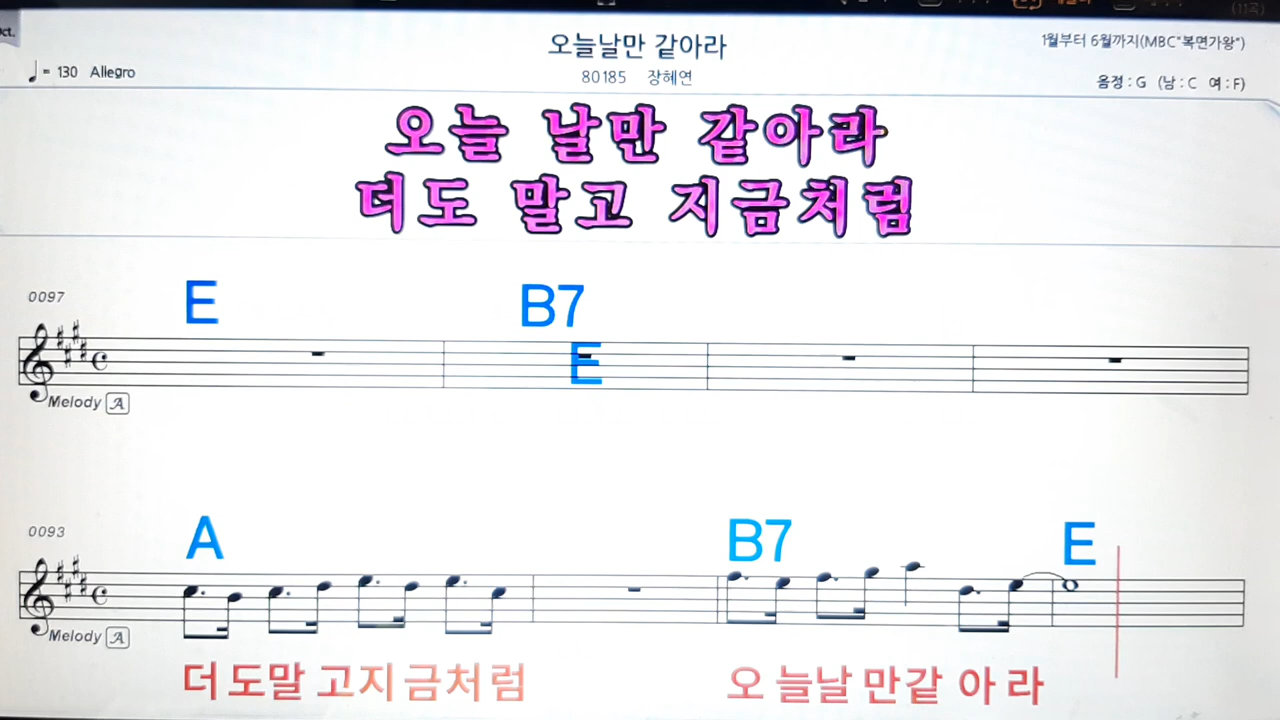 오늘날만 같아라
1월부터 6월까지(MBC"복면가왕")
♩= 130 Allegro
80185 장혜연
음정 : G (남 : C 여 : F)
오늘 날만 같아라
더도 말고 지금쳐럼
0097
E B7
E
Melody A
0093
A B7 E
Melody A
더 도말 고지 금처럼 오 늘날 만같 아 라